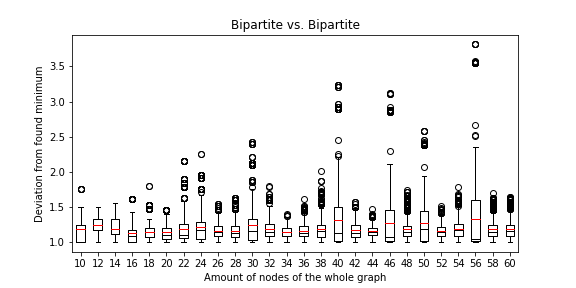 Bipartite vs. Bipartite
Deviation from found minimum
3.5
3.0
2.5
2.0
1.5
1.0
10 12 14 16 18 20 22 24 26 28 30 32 34 36 38 40 42 44 46 48 50 52 54 56 58 60
Amount of nodes of the whole graph